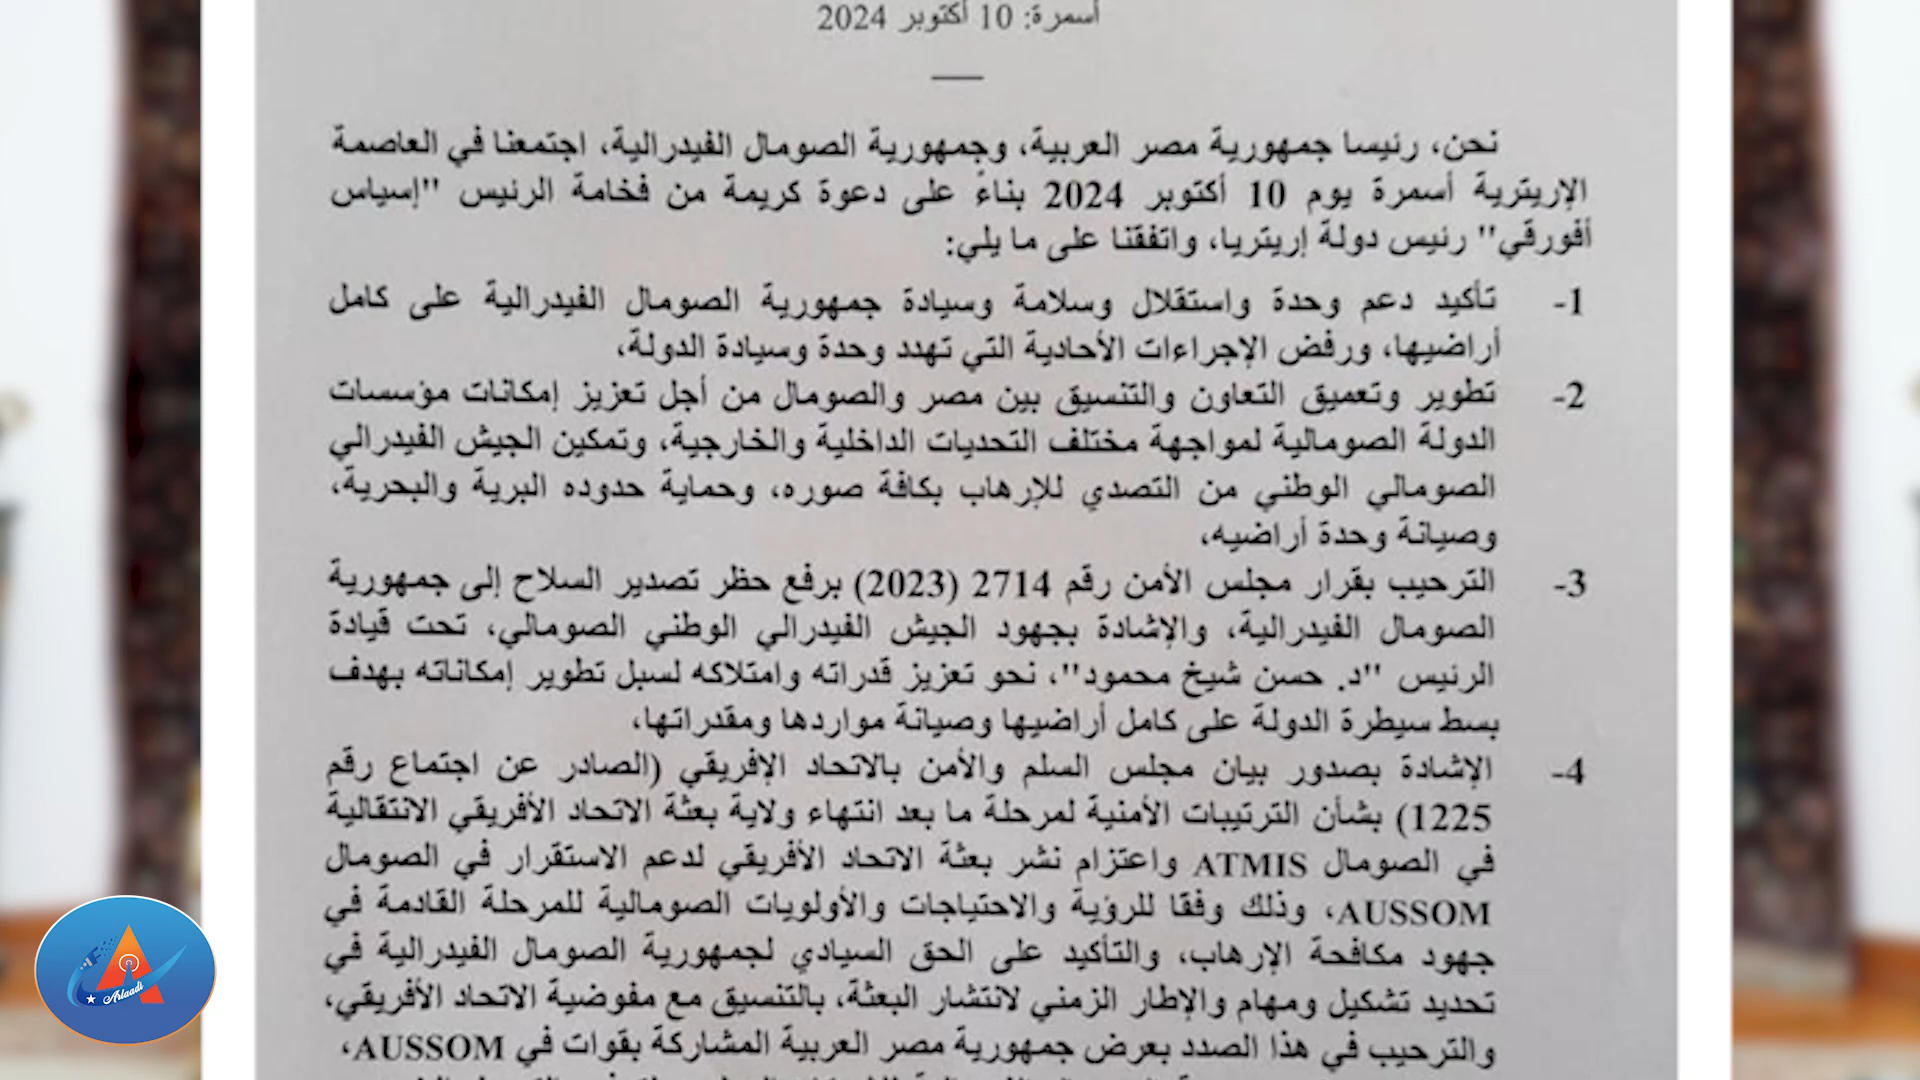 أسمرة: 10 أكتوبر 2024
نحن، رئيسا جمهورية مصر العربية، وجمهورية الصومال الفيدرالية، اجتمعنا في العاصمة
الإريترية أسمرة يوم 10 أكتوبر 2024 بناءً على دعوة كريمة من فخامة الرئيس "إسياس
أفورقي" رئيس دولة إريتريا، واتفقنا على ما يلي:
1- تأكيد دعم وحدة واستقلال وسلامة وسيادة جمهورية الصومال الفيدرالية على كامل
أراضيها، ورفض الإجراءات الأحادية التي تهدد وحدة وسيادة الدولة،
2- تطوير وتعميق التعاون والتنسيق بين مصر والصومال من أجل تعزيز إمكانات مؤسسات
الدولة الصومالية لمواجهة مختلف التحديات الداخلية والخارجية، وتمكين الجيش الفيدرالي
الصومالي الوطني من التصدي للإرهاب بكافة صوره، وحماية حدوده البرية والبحرية،
وصيانة وحدة أراضيه،
3- الترحيب بقرار مجلس الأمن رقم 2714 (2023) برفع حظر تصدير السلاح إلى جمهورية
الصومال الفيدرالية، والإشادة بجهود الجيش الفيدرالي الوطني الصومالي، تحت قيادة
الرئيس "د. حسن شيخ محمود"، نحو تعزيز قدراته وامتلاكه لسبل تطوير إمكاناته بهدف
بسط سيطرة الدولة على كامل أراضيها وصيانة مواردها ومقدراتها،
4- الإشادة بصدور بيان مجلس السلم والأمن بالاتحاد الإفريقي (الصادر عن اجتماع رقم
1225) بشأن الترتيبات الأمنية لمرحلة ما بعد انتهاء ولاية بعثة الاتحاد الأفريقي الانتقالية
في الصومال ATMIS واعتزام نشر بعثة الاتحاد الأفريقي لدعم الاستقرار في الصومال
AUSSOM، وذلك وفقا للرؤية والاحتياجات والأولويات الصومالية للمرحلة القادمة في
جهود مكافحة الإرهاب، والتأكيد على الحق السيادي لجمهورية الصومال الفيدرالية في
تحديد تشكيل ومهام والإطار الزمني لانتشار البعثة، بالتنسيق مع مفوضية الاتحاد الأفريقي،
والترحيب في هذا الصدد بعرض جمهورية مصر العربية المشاركة بقوات في AUSSOM،
Arlaadi